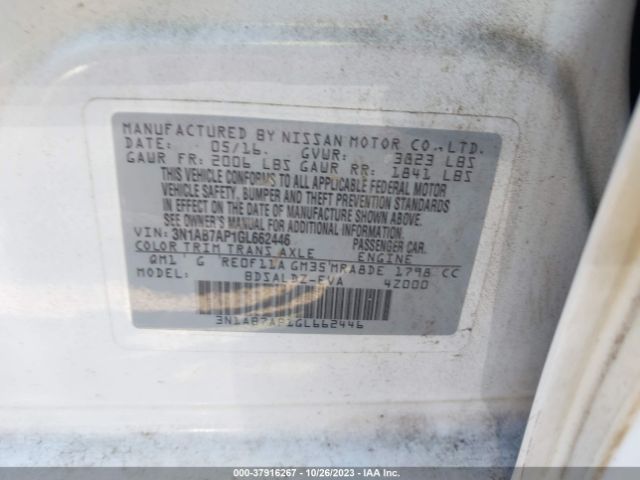 MANUFACTURED BY NISSAN MOTOR CO.,LTD.
DATE: 05/16. GVWR: 3823 LBS
GAWR FR: 2006 LBS GAWR RR: 1841 LBS
THIS VEHICLE CONFORMS TO ALL APPLICABLE FEDERAL MOTOR
VEHICLE SAFETY, BUMPER AND THEFT PREVENTION STANDARDS
IN EFFECT ON THE DATE OF MANUFACTURE SHOWN ABOVE.
SEE OWNER'S MANUAL FOR MORE INFORMATION
VIN: 3N1AB7AP1GL662446 PASSENGER CAR.
COLOR TRIM TRANS AXLE ENGINE
QM1 G RE0F11A GM35 MRA8DE 1798 CC
MODEL: BDSALDZ-EVA 4Z000
3N1AB7AP1GL662446
000-37916267 - 10/26/2023 - IAA Inc.